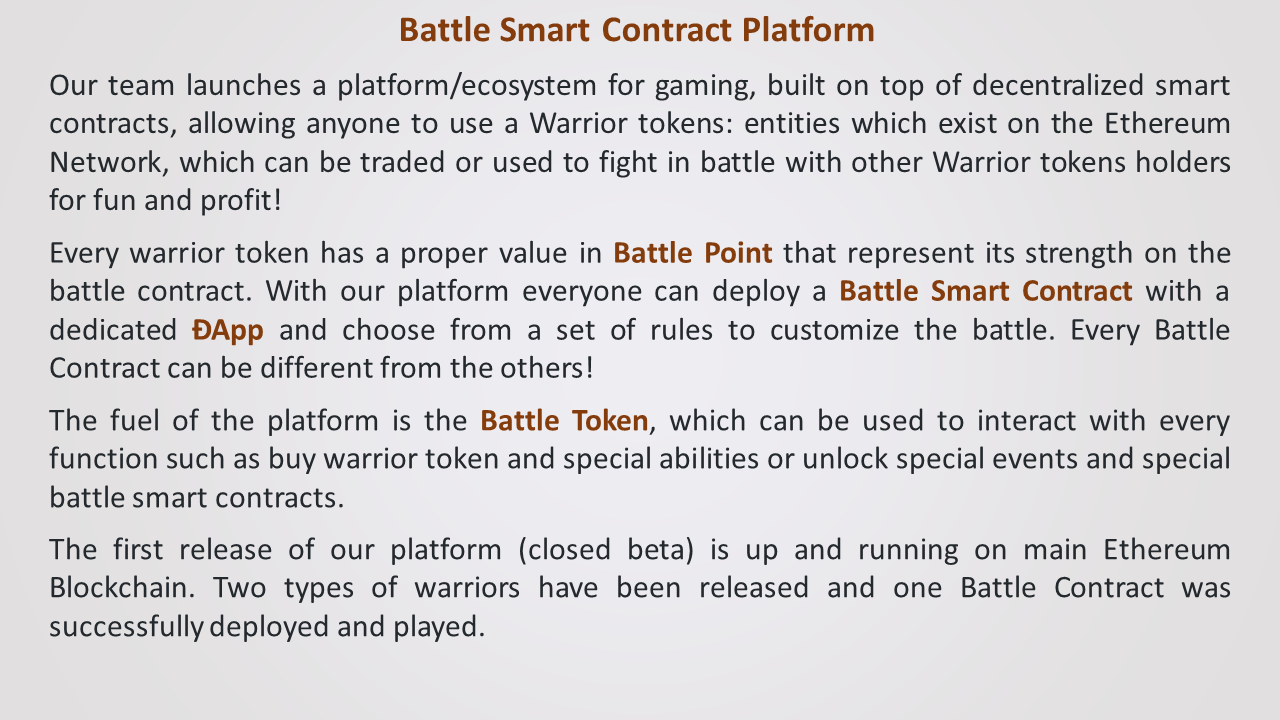 Battle Smart Contract Platform
Our team launches a platform/ecosystem for gaming, built on top of decentralized smart
contracts, allowing anyone to use a Warrior tokens: entities which exist on the Ethereum
Network, which can be traded or used to fight in battle with other Warrior tokens holders
for fun and profit!
Every warrior token has a proper value in Battle Point that represent its strength on the
battle contract. With our platform everyone can deploy a Battle Smart Contract with a
dedicated ÐApp and choose from a set of rules to customize the battle. Every Battle
Contract can be different from the others!
The fuel of the platform is the Battle Token, which can be used to interact with every
function such as buy warrior token and special abilities or unlock special events and special
battle smart contracts.
The first release of our platform (closed beta) is up and running on main Ethereum
Blockchain. Two types of warriors have been released and one Battle Contract was
successfully deployed and played.